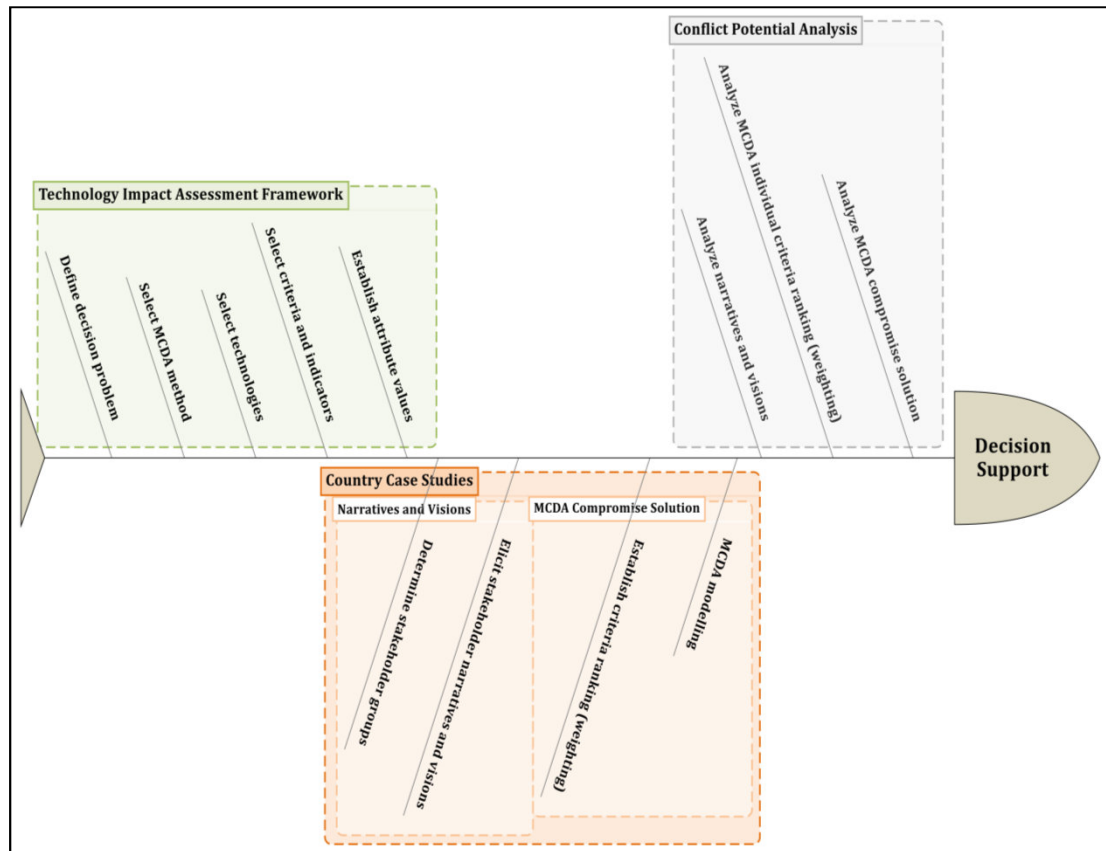 Conflict Potential Analysis
Analyze narratives and visions
Analyze MCDA individual criteria ranking (weighting)
Analyze MCDA compromise solution
Technology Impact Assessment Framework
Define decision problem
Select MCDA method
Select technologies
Select criteria and indicators
Establish attribute values
Decision
Support
Country Case Studies
Narratives and Visions
Determine stakeholder groups
Elicit stakeholder narratives and visions
MCDA Compromise Solution
Establish criteria ranking (weighting)
MCDA modelling